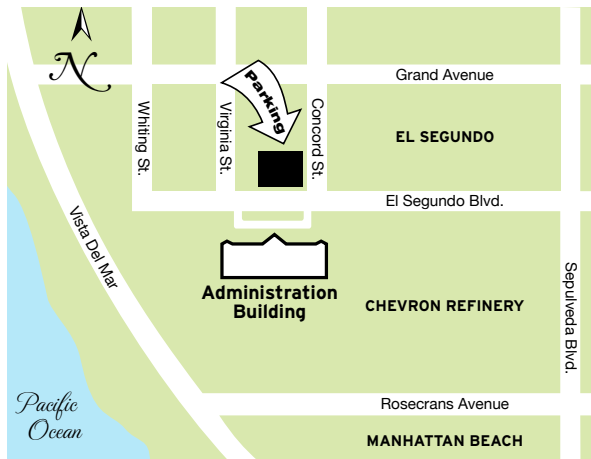 N
Grand Avenue
Parking
Whiting St.
Virginia St.
Concord St.
EL SEGUNDO
El Segundo Blvd.
Vista Del Mar
Administration
Building
CHEVRON REFINERY
Sepulveda Blvd.
Pacific
Ocean
Rosecrans Avenue
MANHATTAN BEACH